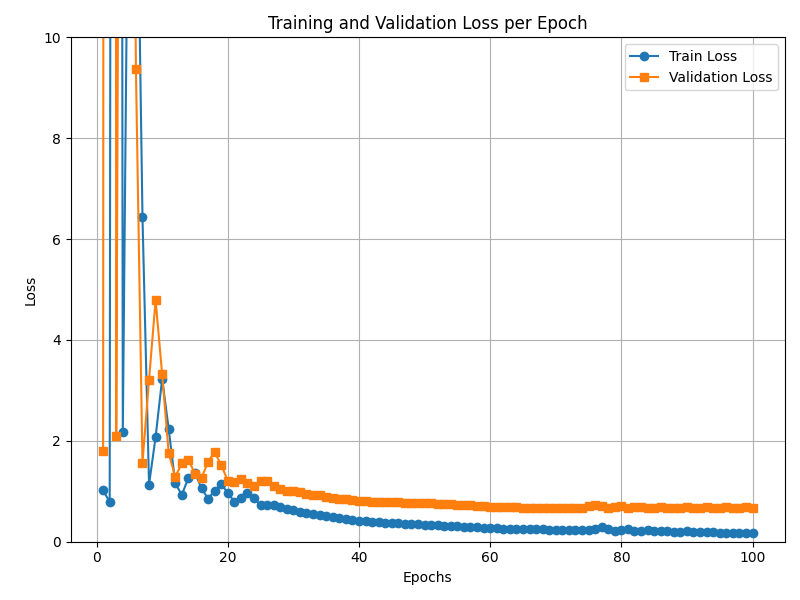 Training and Validation Loss per Epoch
Train Loss
Validation Loss
10
8
6
4
2
0
Loss
0 20 40 60 80 100
Epochs